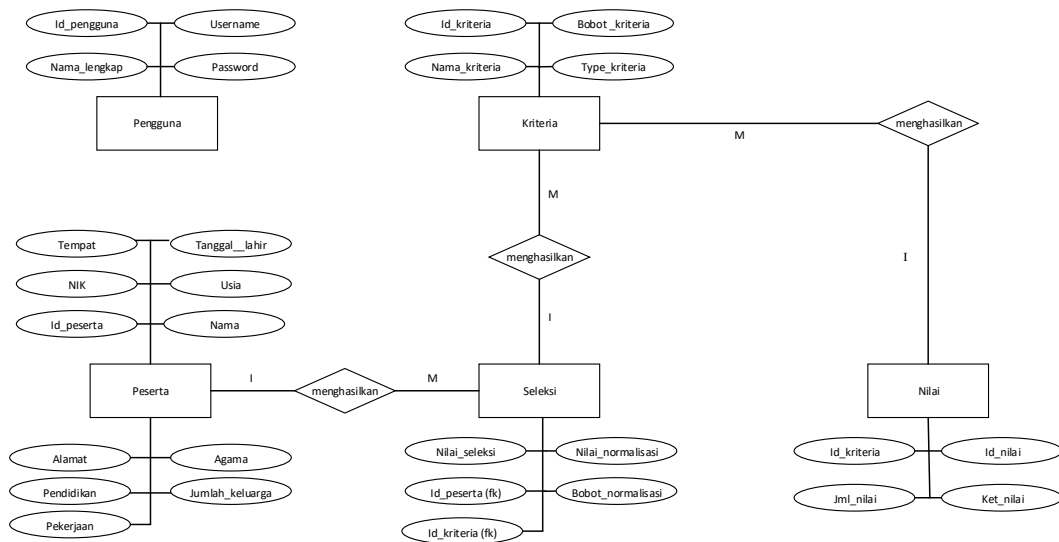 Id_pengguna
Username
Nama_lengkap
Password
Pengguna
Id_kriteria
Bobot_kriteria
Nama_kriteria
Type_kriteria
Kriteria
menghasilkan
M
M
menghasilkan
I
I
Tempat
Tanggal__lahir
NIK
Usia
Id_peserta
Nama
Peserta
I
menghasilkan
M
Seleksi
Nilai
Alamat
Agama
Pendidikan
Jumlah_keluarga
Pekerjaan
Nilai_seleksi
Nilai_normalisasi
Id_peserta (fk)
Bobot_normalisasi
Id_kriteria (fk)
Id_kriteria
Id_nilai
Jml_nilai
Ket_nilai